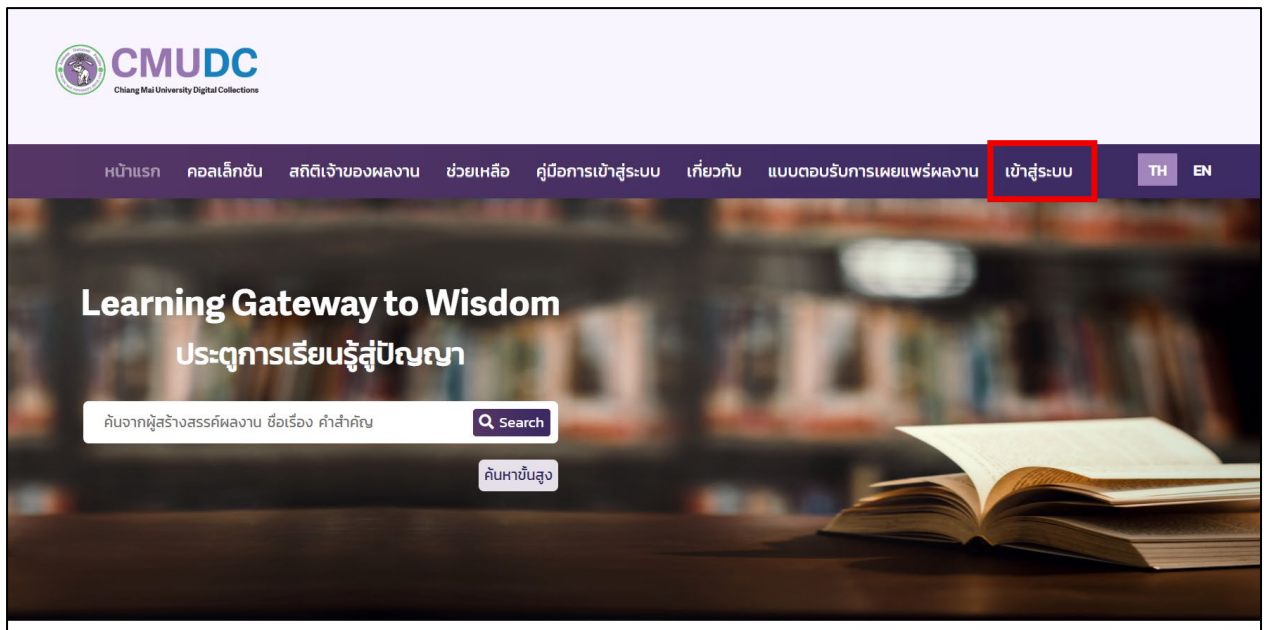 CMUDC
Chiang Mai University Digital Collections
หน้าแรก คอลเล็กชัน สถิติเจ้าของผลงาน ช่วยเหลือ คู่มือการเข้าสู่ระบบ เกี่ยวกับ แบบตอบรับการเผยแพร่ผลงาน เข้าสู่ระบบ TH EN
Learning Gateway to Wisdom
ประตูการเรียนรู้สู่ปัญญา
ค้นจากผู้สร้างสรรค์ผลงาน ชื่อเรื่อง คำสำคัญ Search
ค้นหาขั้นสูง